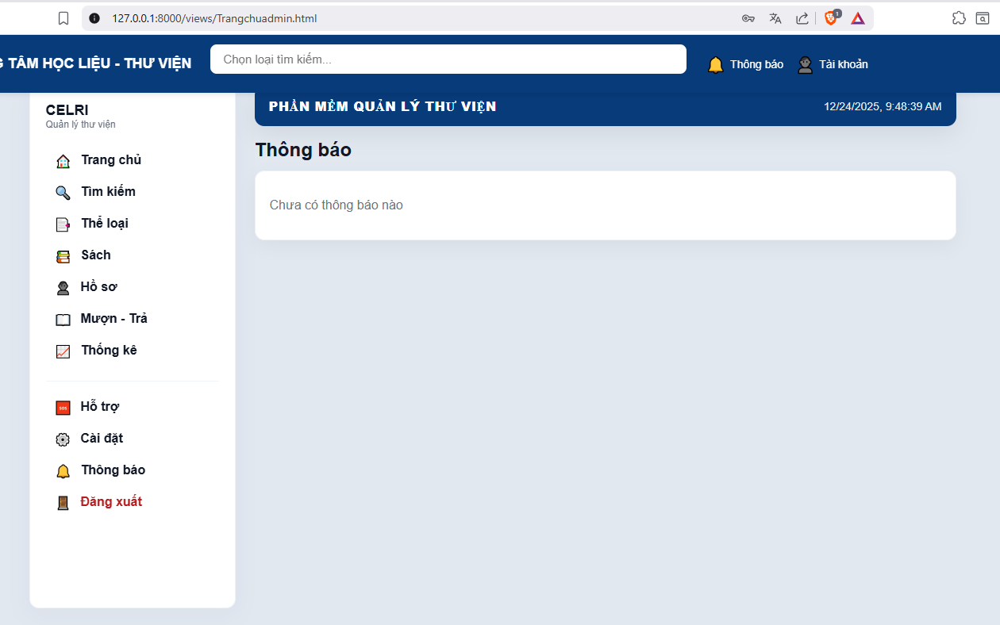 127.0.0.1:8000/views/Trangchuadmin.html
1
TÂM HỌC LIỆU - THƯ VIỆN
Chọn loại tìm kiếm...
Thông báo
Tài khoản
CELRI
Quản lý thư viện
Trang chủ
Tìm kiếm
Thể loại
Sách
Hồ sơ
Mượn - Trả
Thống kê
SOS
Hỗ trợ
Cài đặt
Thông báo
Đăng xuất
PHẦN MỀM QUẢN LÝ THƯ VIỆN
12/24/2025, 9:48:39 AM
Thông báo
Chưa có thông báo nào